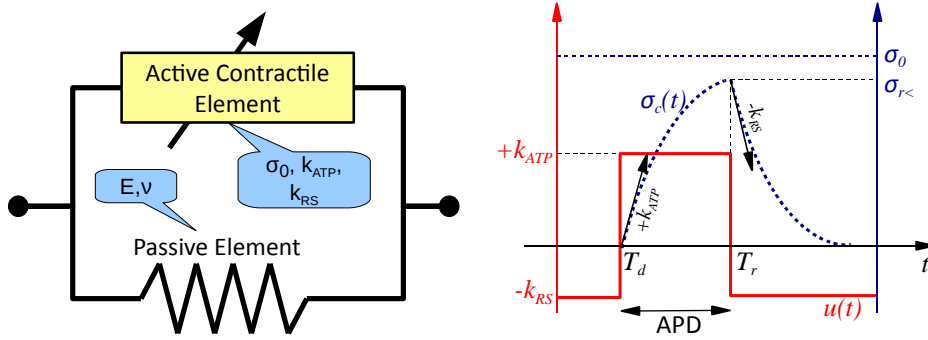 Active Contractile
Element
σ0, kATP,
kRS
E,ν
Passive Element
σ0
σr<
σc(t)
-kRS
+kATP
+kATP
Td
Tr
t
-kRS
u(t)
APD